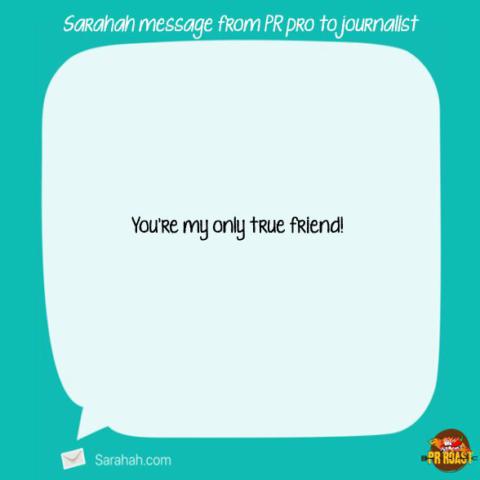 Sarahah message from PR pro to journalist
You're my only true friend!
Sarahah.com
PR ROAST